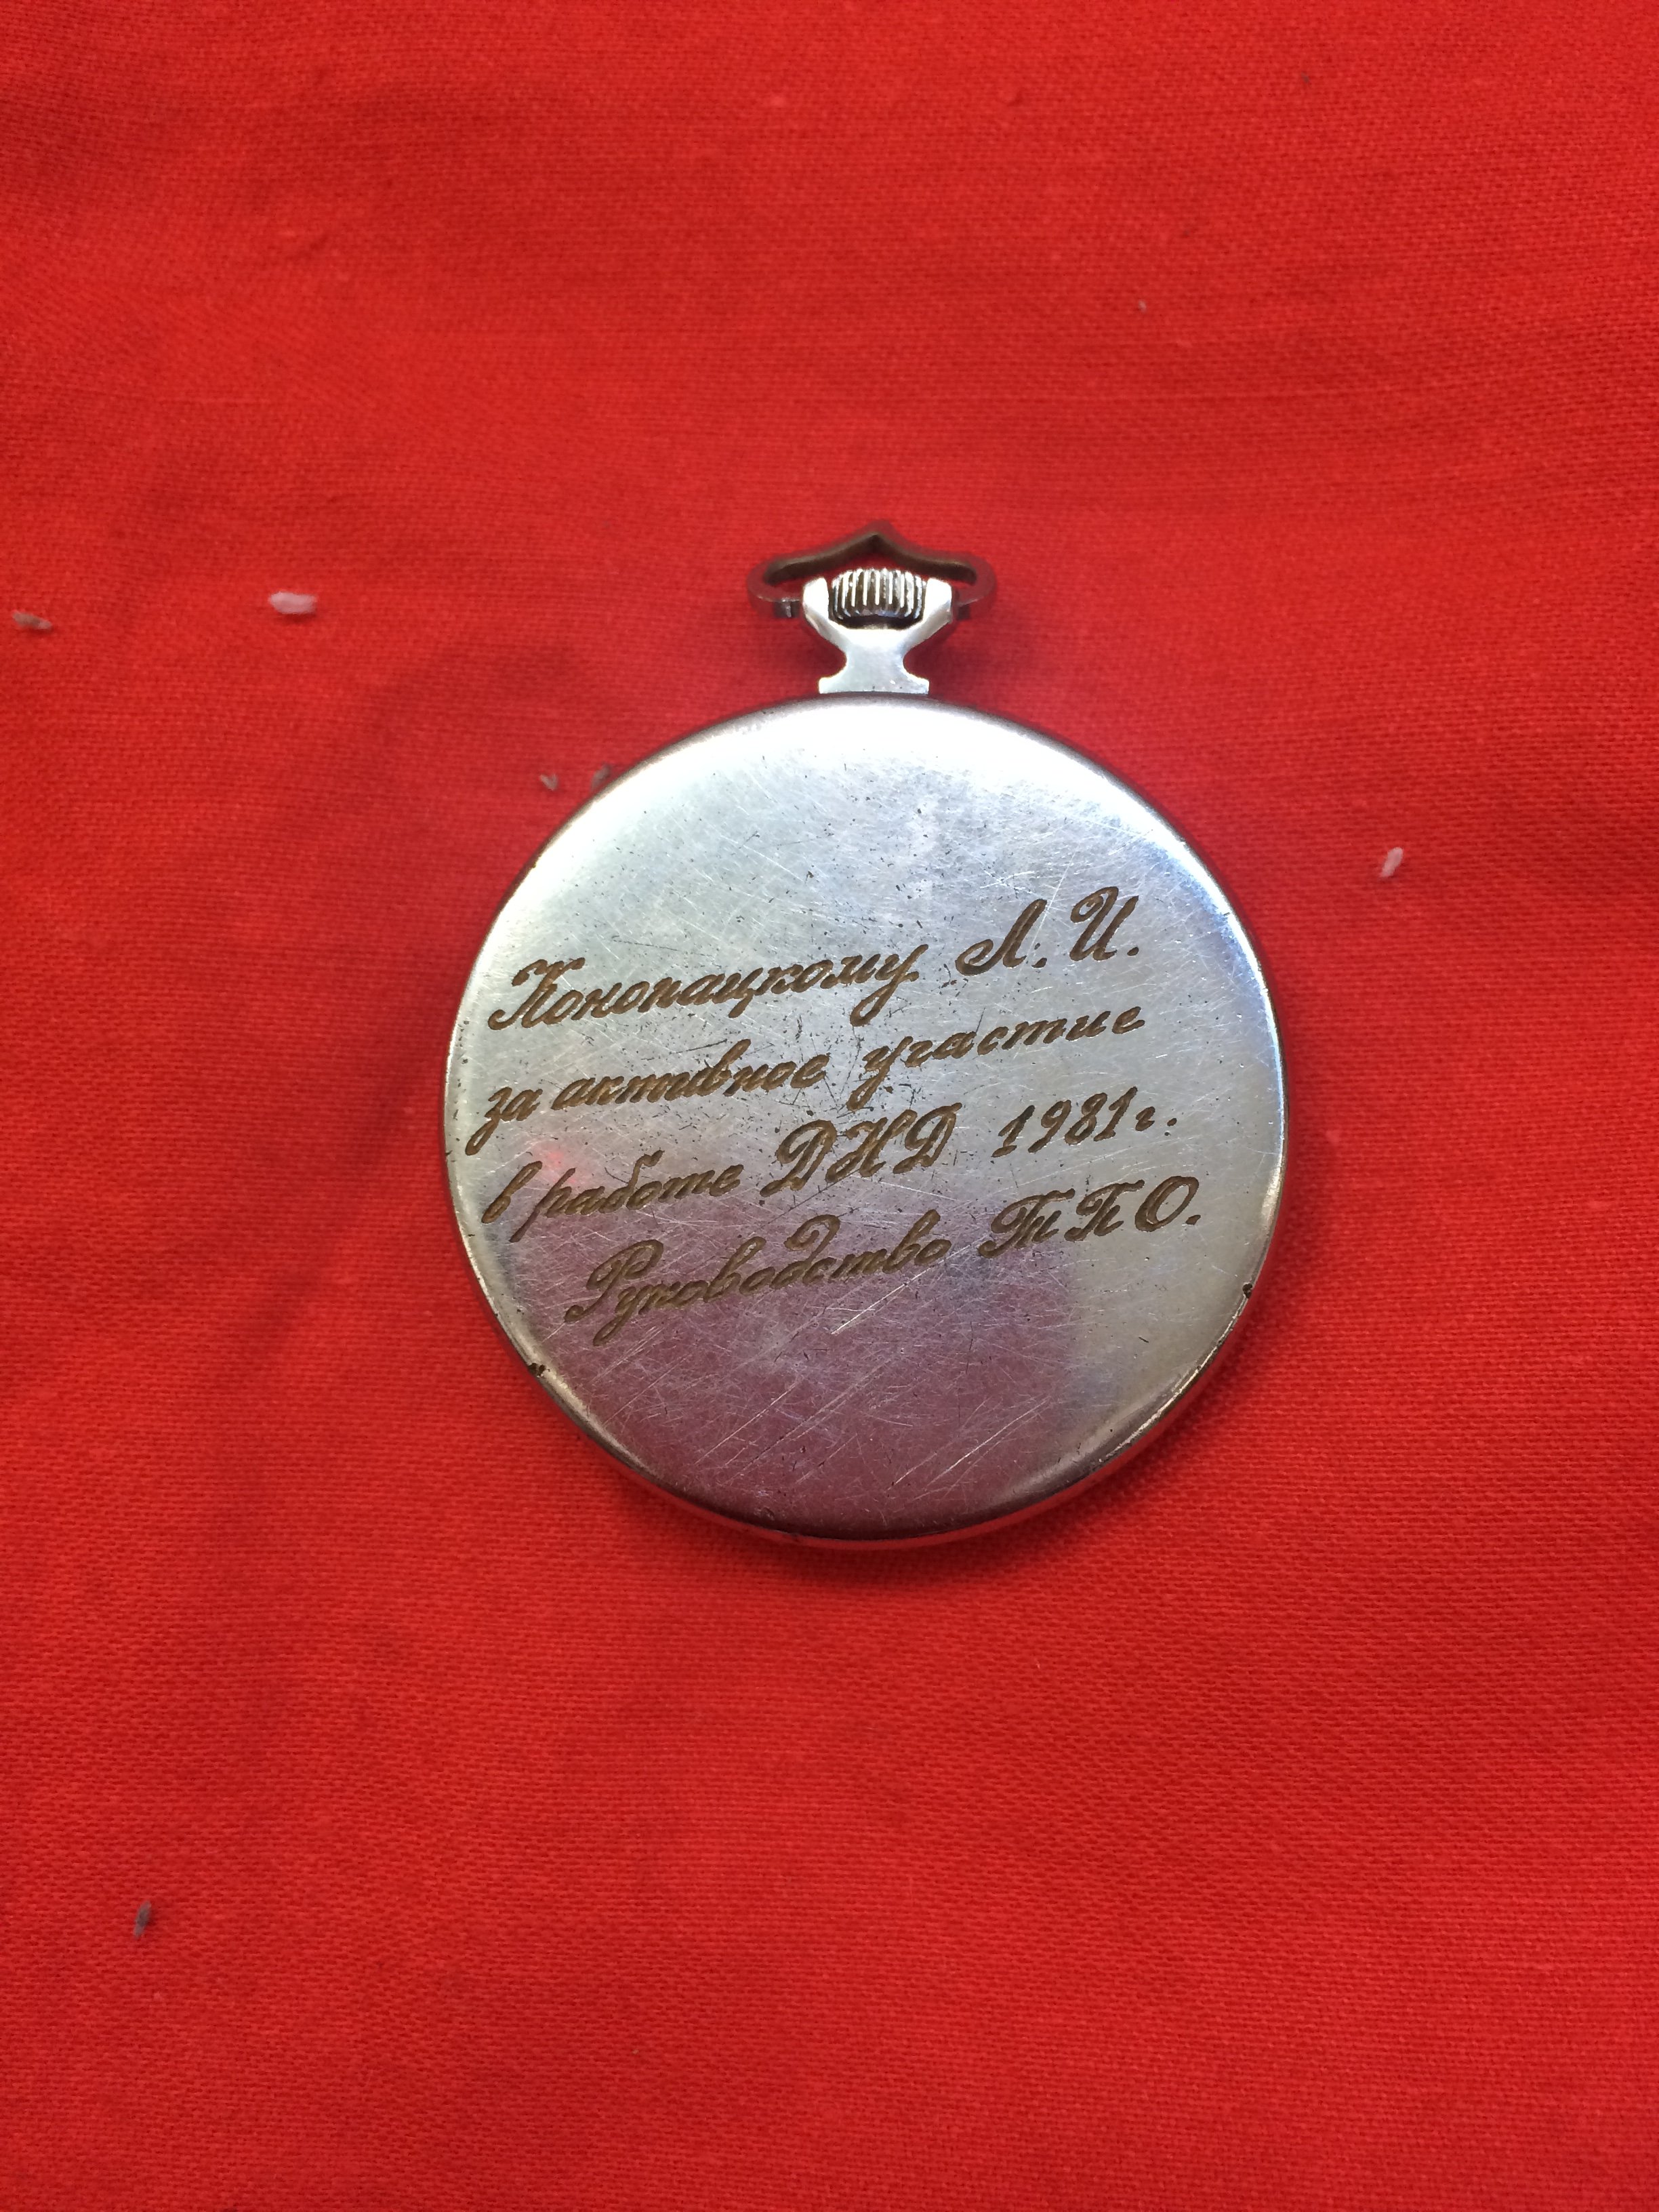 Конопацкому Л. И.
за активное участие
в работе ДНД 1981г.
Руководство ТПО.